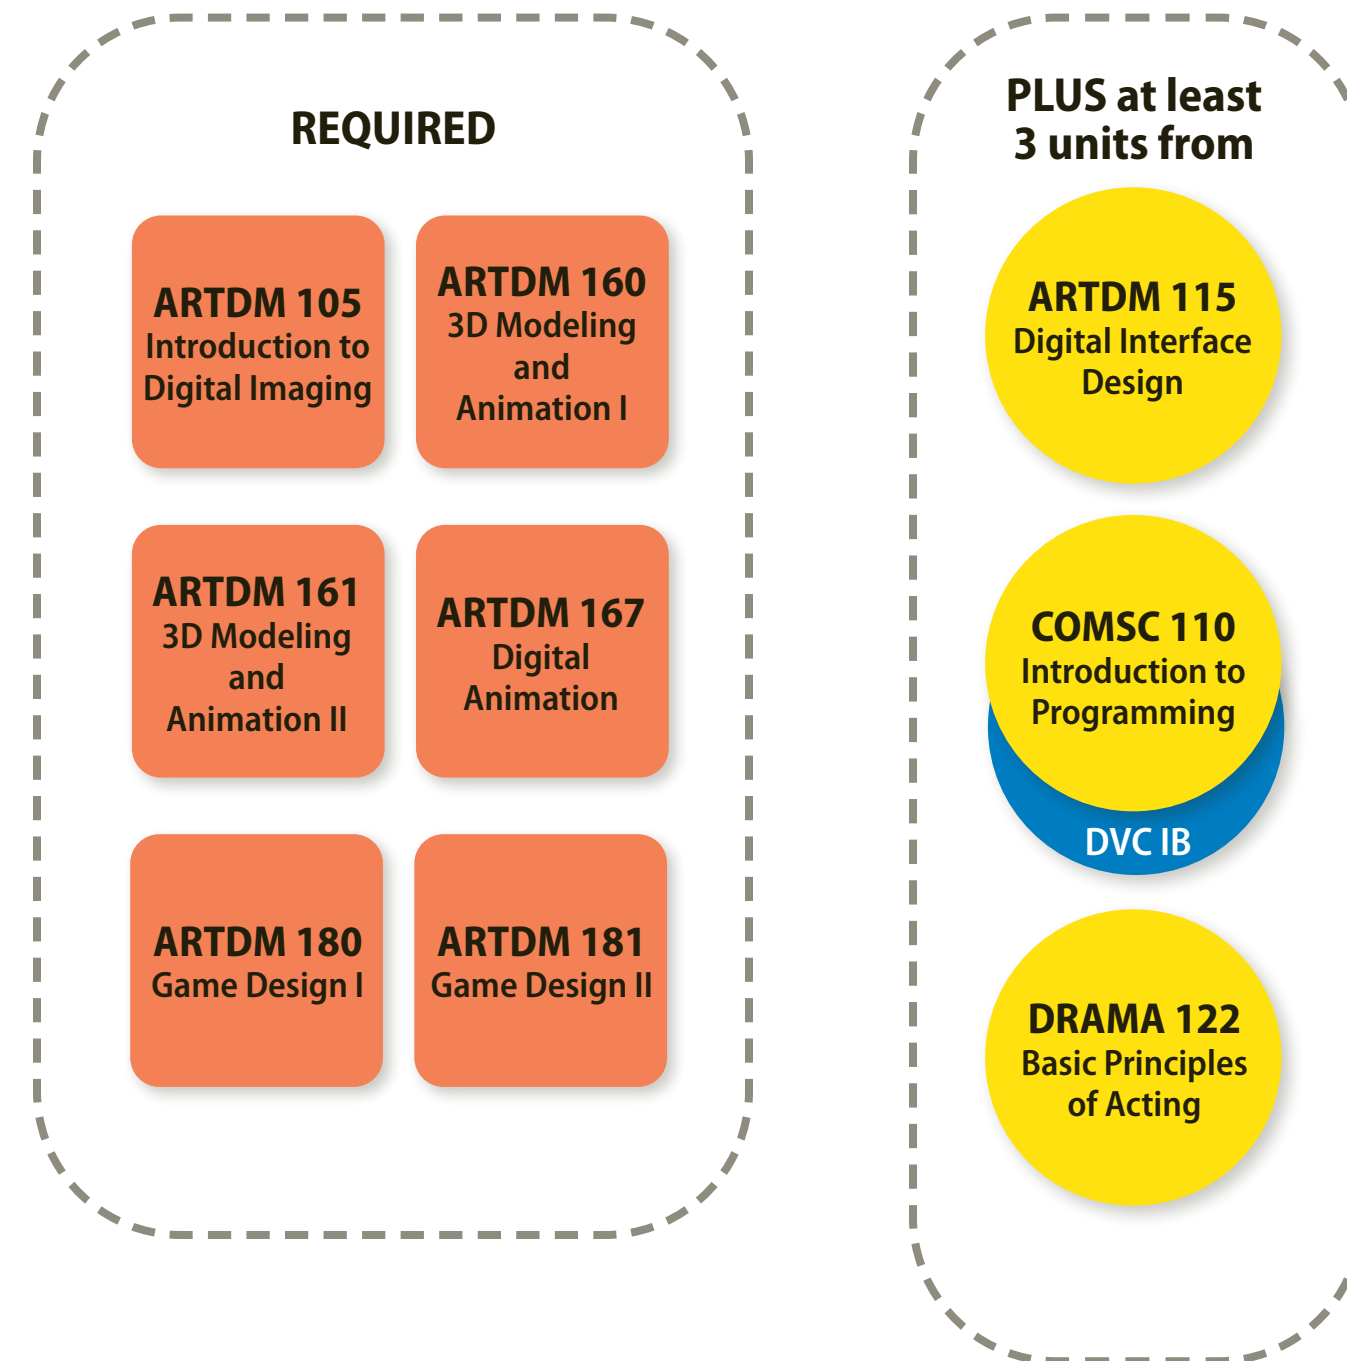 REQUIRED
ARTDM 105
Introduction to
Digital Imaging
ARTDM 160
3D Modeling
and
Animation I
ARTDM 161
3D Modeling
and
Animation II
ARTDM 167
Digital
Animation
ARTDM 180
Game Design I
ARTDM 181
Game Design II
PLUS at least
3 units from
ARTDM 115
Digital Interface
Design
COMSC 110
Introduction to
Programming
DVC IB
DRAMA 122
Basic Principles
of Acting